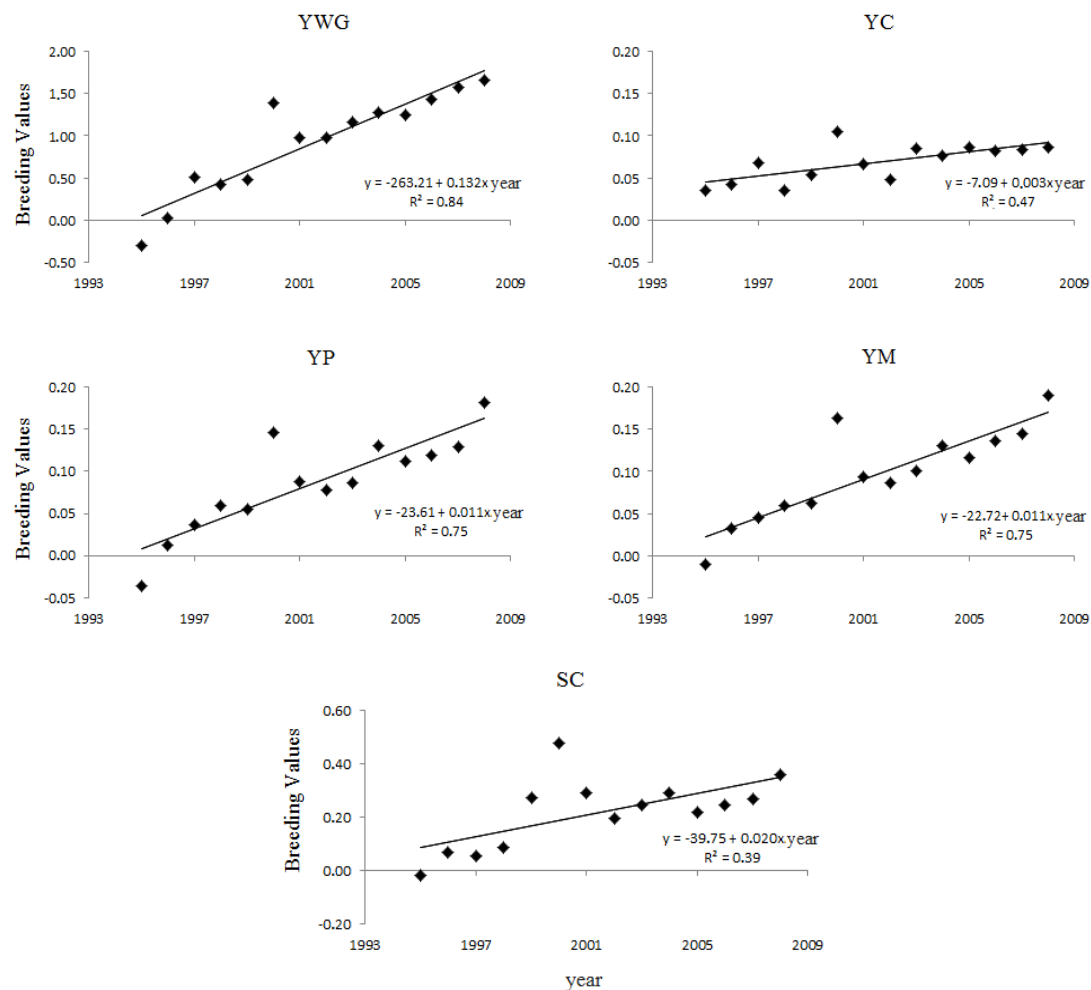 YWG
Breeding Values
2.00
1.50
1.00
0.50
0.00
-0.50
1993 1997 2001 2005 2009
y = -263.21 + 0.132x year
R² = 0.84
YC
0.20
0.15
0.10
0.05
0.00
-0.05
1993 1997 2001 2005 2009
y = -7.09 + 0,003x year
R² = 0.47
YP
Breeding Values
0.20
0.15
0.10
0.05
0.00
-0.05
1993 1997 2001 2005 2009
y = -23.61 + 0.011x year
R² = 0.75
YM
0.20
0.15
0.10
0.05
0.00
-0.05
1993 1997 2001 2005 2009
y = -22.72+ 0.011x year
R² = 0.75
SC
Breeding Values
0.60
0.40
0.20
0.00
-0.20
1993 1997 2001 2005 2009
y = -39.75 + 0.020x year
R² = 0.39
year